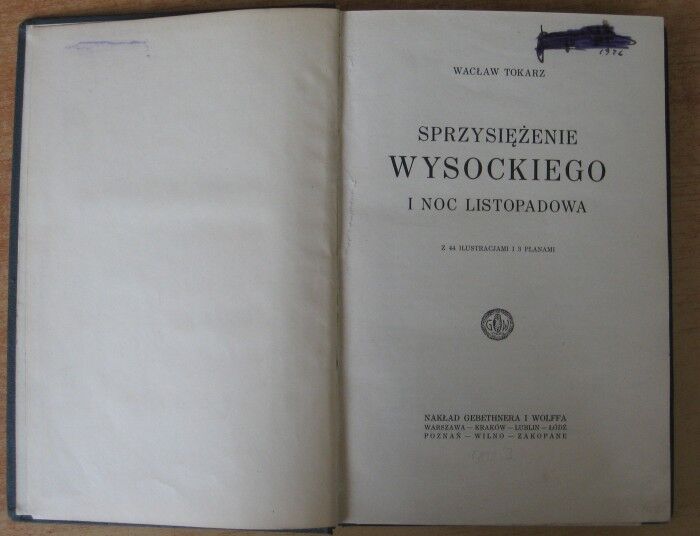 1926
WACŁAW TOKARZ
SPRZYSIĘŻENIE
WYSOCKIEGO
I NOC LISTOPADOWA
Z 44 ILUSTRACJAMI I 3 PLANAMI
G W
NAKŁAD GEBETHNERA I WOLFFA
WARSZAWA — KRAKÓW — LUBLIN — ŁÓDŹ
POZNAŃ — WILNO — ZAKOPANE